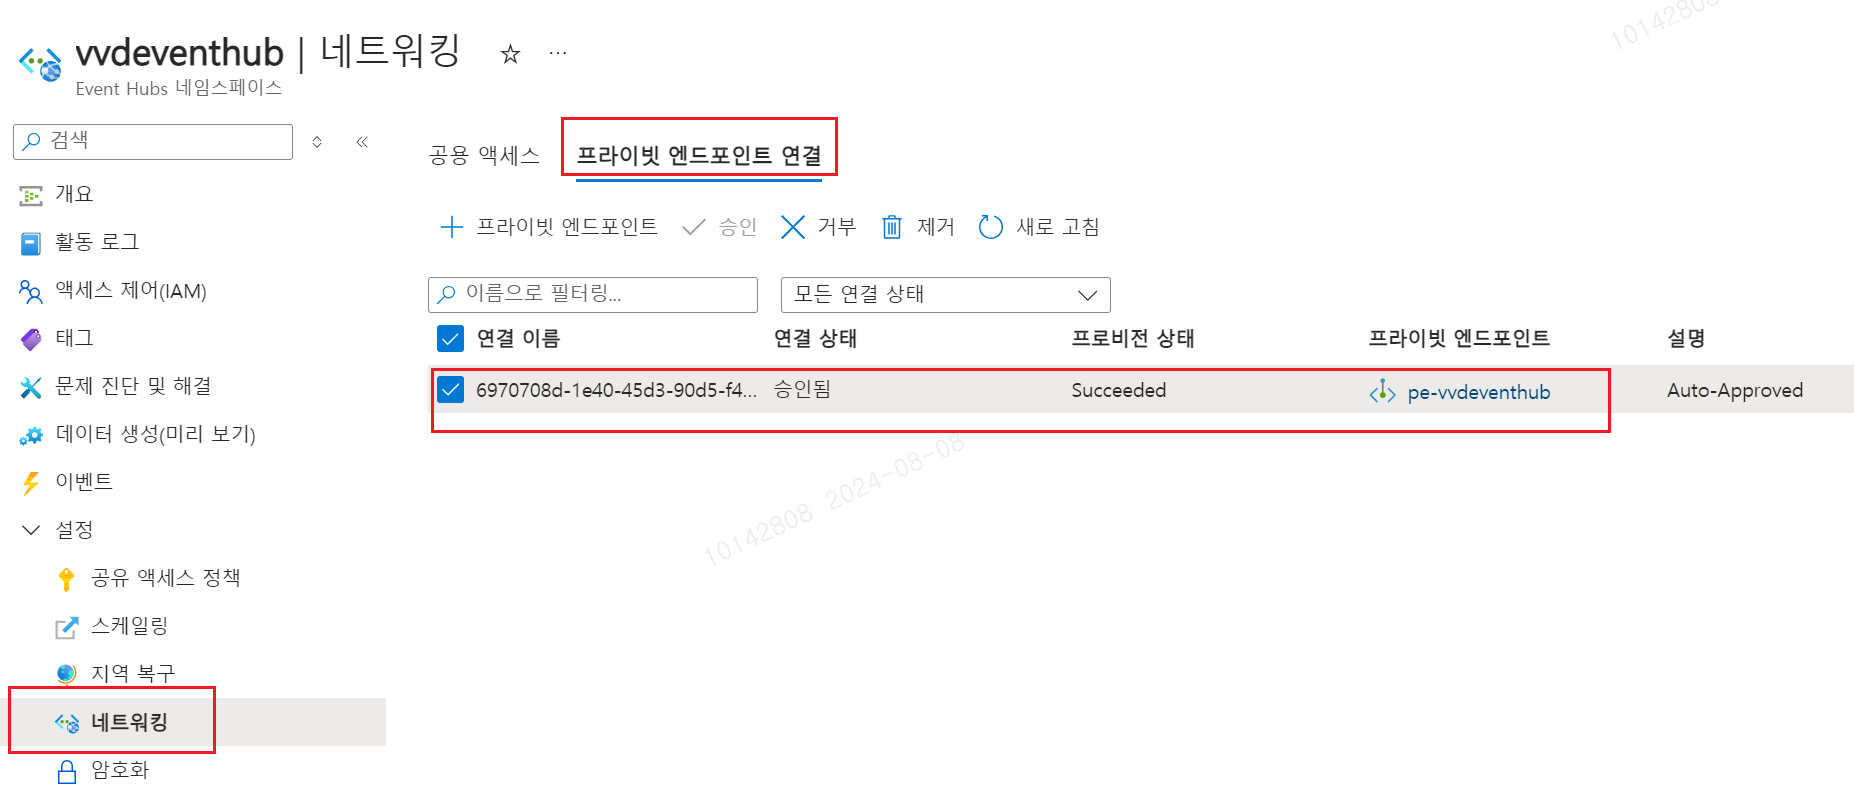 vvdeventhub | 네트워킹 ☆ ···
Event Hubs 네임스페이스
검색
개요
활동 로그
액세스 제어(IAM)
태그
문제 진단 및 해결
데이터 생성(미리 보기)
이벤트
설정
공유 액세스 정책
스케일링
지역 복구
네트워킹
암호화
공용 액세스 프라이빗 엔드포인트 연결
프라이빗 엔드포인트 승인 거부 제거 새로 고침
이름으로 필터링... 모든 연결 상태
연결 이름 연결 상태 프로비전 상태 프라이빗 엔드포인트 설명
6970708d-1e40-45d3-90d5-f4... 승인됨 Succeeded pe-vvdeventhub Auto-Approved
10142808 2024-08-08
10142808